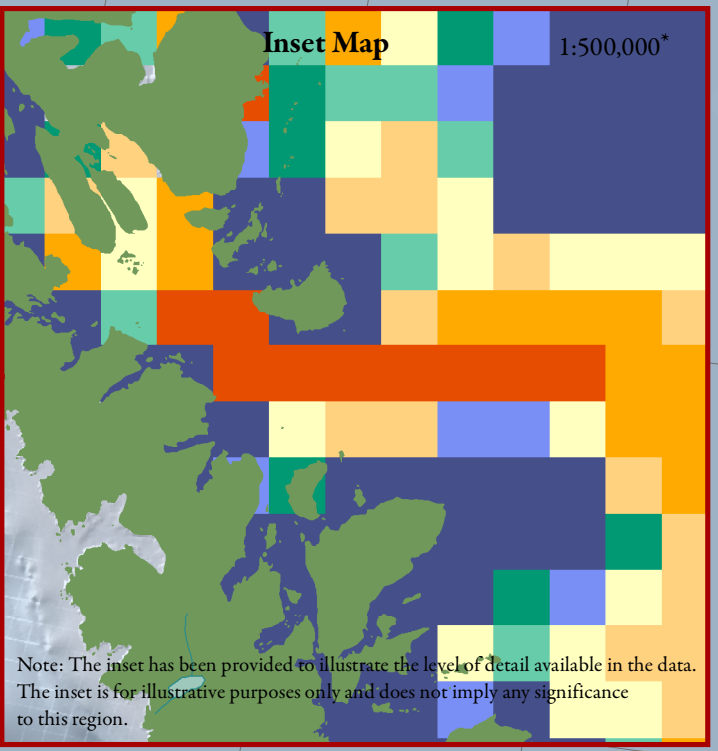 Inset Map
1:500,000*
Note: The inset has been provided to illustrate the level of detail available in the data.
The inset is for illustrative purposes only and does not imply any significance
to this region.